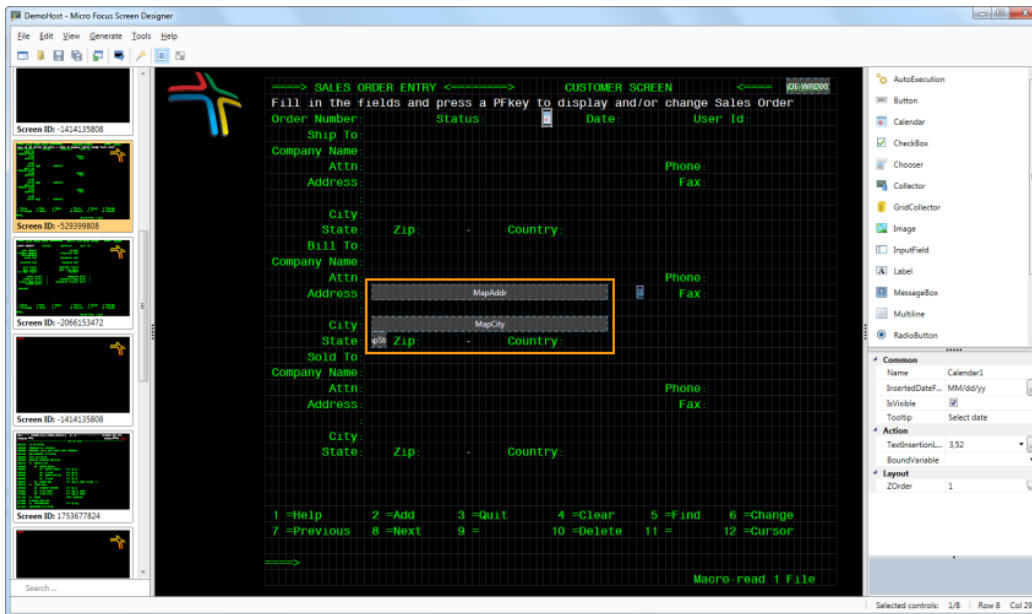 DemoHost - Micro Focus Screen Designer
File Edit View Generate Tools Help
Screen ID: -1414135808
Screen ID: -529399808
Screen ID: -2066153472
Screen ID: -1414135808
Screen ID: 1753677824
Search ...
====> SALES ORDER ENTRY <========> CUSTOMER SCREEN <====
Fill in the fields and press a PFkey to display and/or change Sales Order
Order Number: Status: Date: User Id:
Ship To:
Company Name:
Attn: Phone:
Address: Fax:
:
City:
State: Zip: - Country:
Bill To:
Company Name:
Attn: Phone:
Address: MapAddr Fax:
:
City: MapCity
State: Zip: - Country:
Sold To:
Company Name:
Attn: Phone:
Address: Fax:
:
City:
State: Zip: - Country:
1 =Help 2 =Add 3 =Quit 4 =Clear 5 =Find 6 =Change
7 =Previous 8 =Next 9 = 10 =Delete 11 = 12 =Cursor
====>
Macro-read 1 File
AutoExecution
Button
Calendar
CheckBox
Chooser
Collector
GridCollector
Image
InputField
Label
MessageBox
Multiline
RadioButton
Common
Name Calendar1
InsertedDateF... MM/dd/yy
IsVisible
Tooltip Select date
Action
TextInsertionL... 3,52
BoundVariable
Layout
ZOrder 1
Selected controls: 1/8 Row 8 Col 28